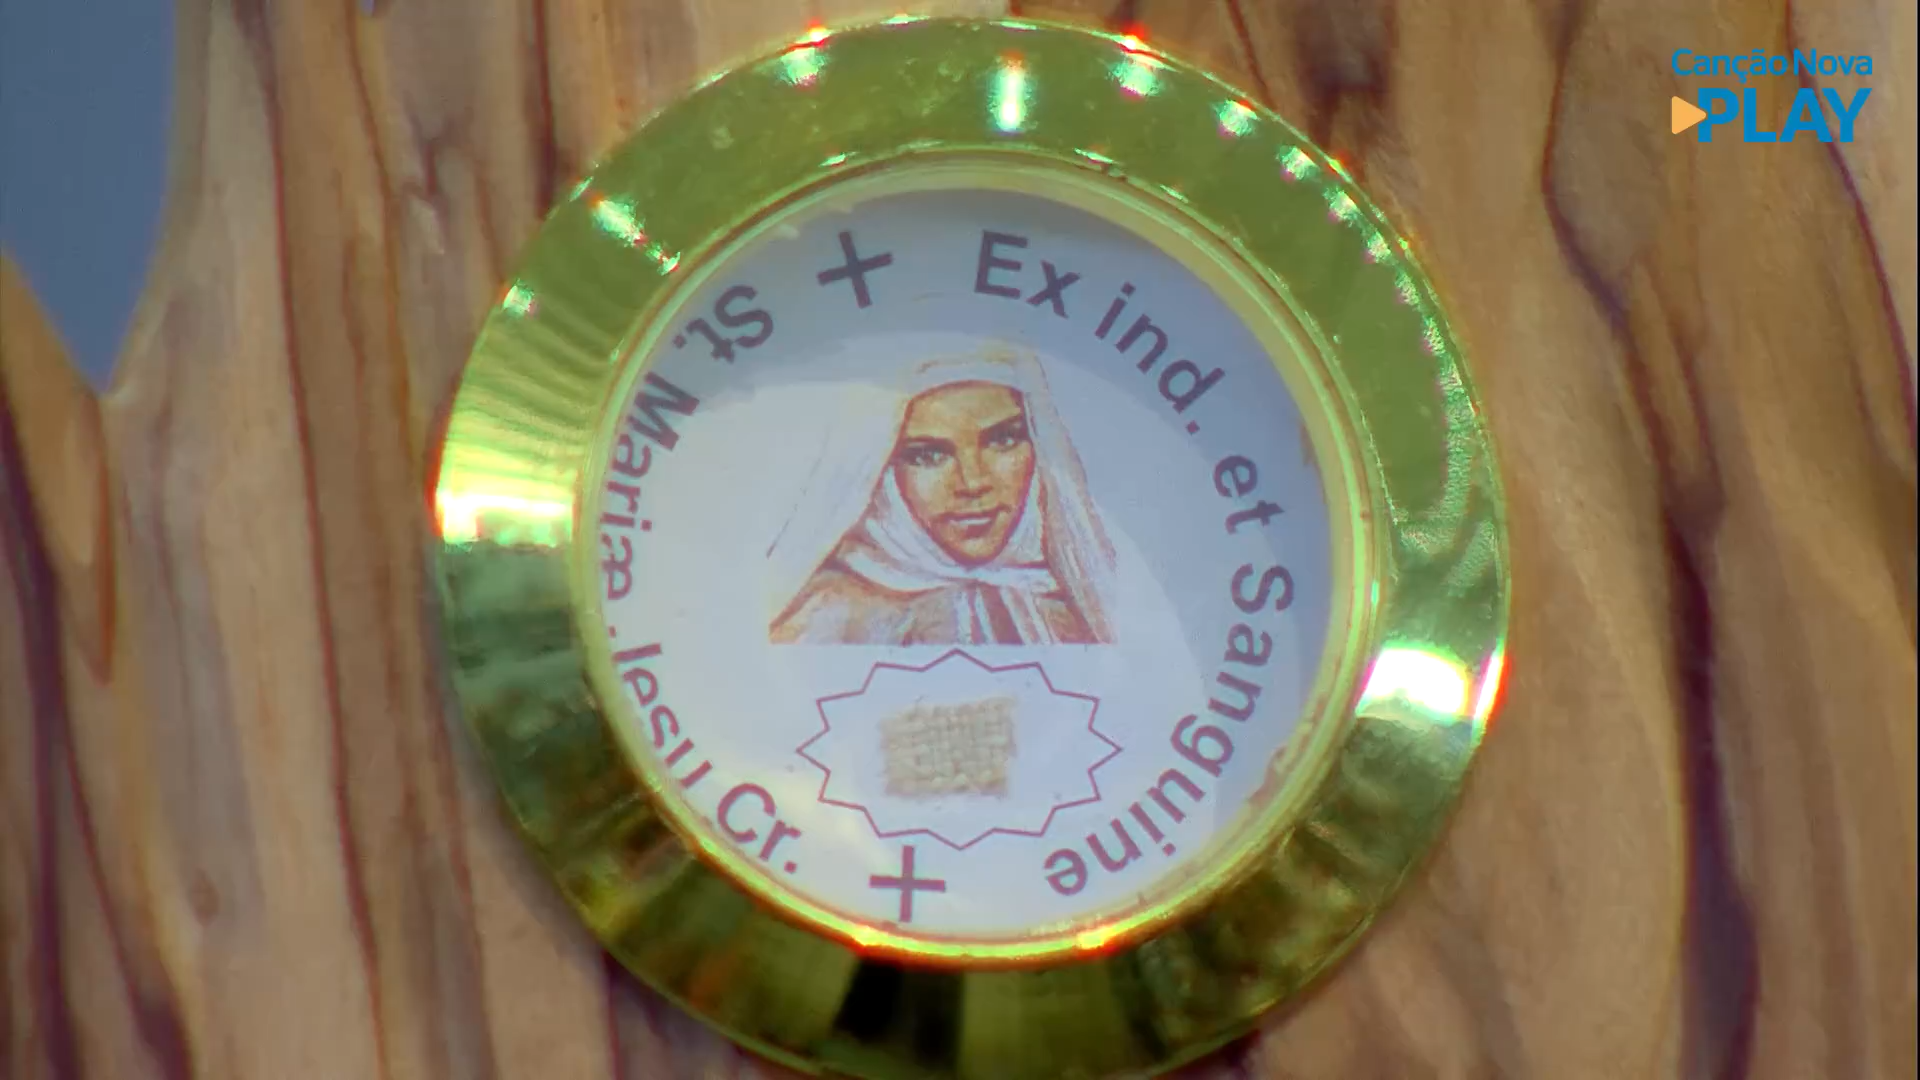 Canção Nova
PLAY
+ Ex ind. et Sanguine
+ St. Mariæ . Iesu Cr.